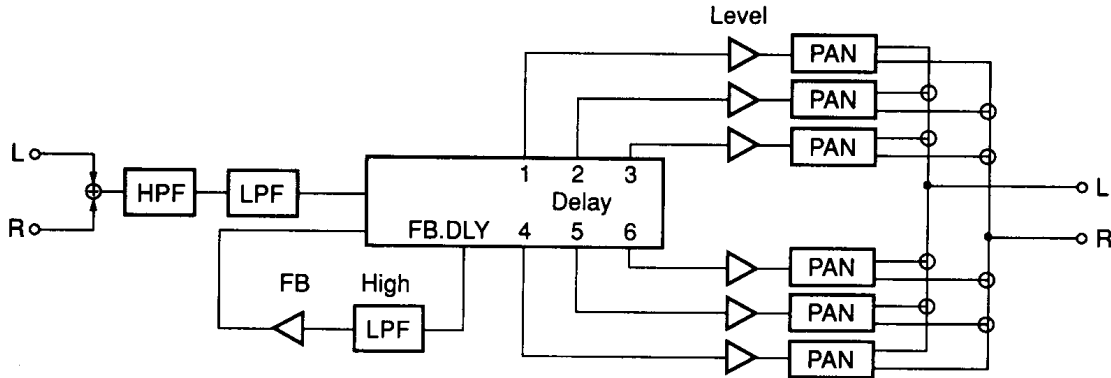 Level
PAN
PAN
PAN
L
HPF
LPF
R
1 2 3
Delay
FB.DLY 4 5 6
L
R
FB
High
LPF
PAN
PAN
PAN